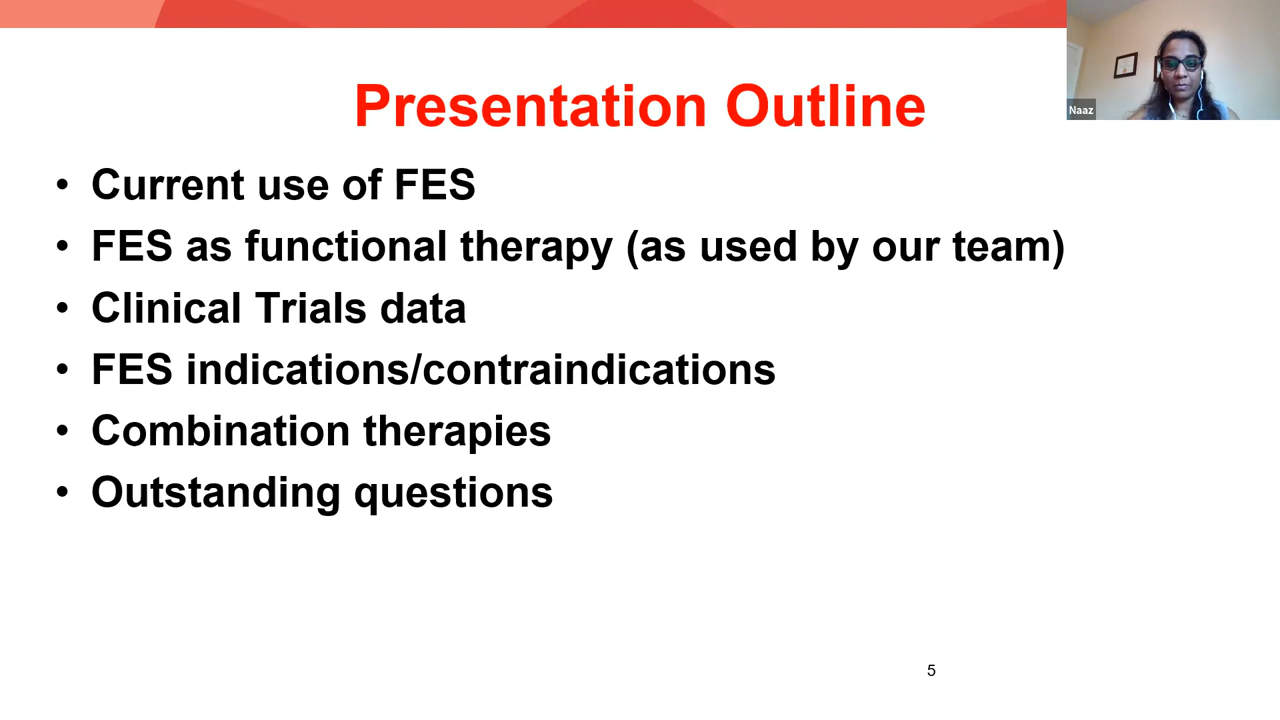 Naaz
Presentation Outline
• Current use of FES
• FES as functional therapy (as used by our team)
• Clinical Trials data
• FES indications/contraindications
• Combination therapies
• Outstanding questions
5